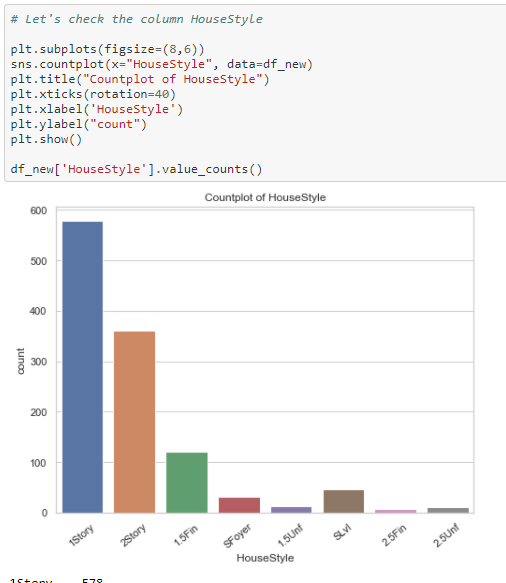 # Let's check the column HouseStyle
plt.subplots(figsize=(8,6))
sns.countplot(x="HouseStyle", data=df_new)
plt.title("Countplot of HouseStyle")
plt.xticks(rotation=40)
plt.xlabel('HouseStyle')
plt.ylabel("count")
plt.show()
df_new['HouseStyle'].value_counts()
Countplot of HouseStyle
600
500
400
300
200
100
0
count
1Story 2Story 1.5Fin SFoyer 1.5Unf SLvl 2.5Fin 2.5Unf
HouseStyle
1Story 578